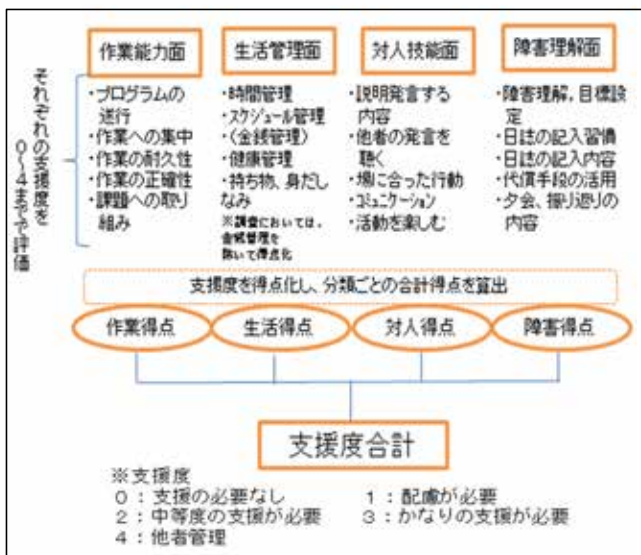 それぞれの支援度を
0～4までで評価
作業能力面
・プログラムの
遂行
・作業への集中
・作業の耐久性
・作業の正確性
・課題への取り
組み
生活管理面
・時間管理
・スケジュール管理
・(金銭管理)
・健康管理
・持ち物、身だし
なみ
※調査においては、
金銭管理を
除いて得点化
対人技能面
・説明発言する
内容
・他者の発言を
聴く
・場に合った行動
・コミュニケーション
・活動を楽しむ
障害理解面
・障害理解，目標設
定
・日誌の記入習慣
・日誌の記入内容
・代償手段の活用
・夕会、振り返りの
内容
支援度を得点化し、分類ごとの合計得点を算出
作業得点
生活得点
対人得点
障害得点
支援度合計
※支援度
0：支援の必要なし
1：配慮が必要
2：中等度の支援が必要
3：かなりの支援が必要
4：他者管理